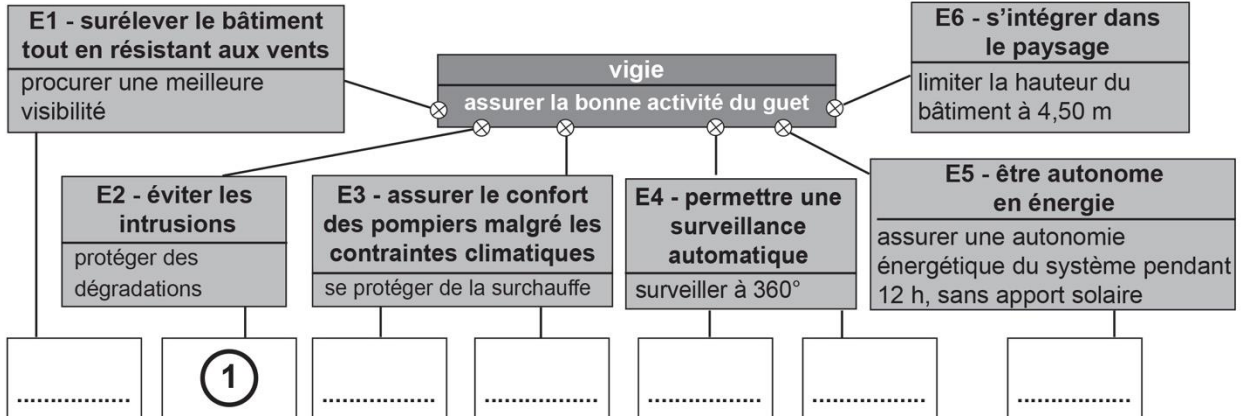 E1 - surélever le bâtiment
tout en résistant aux vents
procurer une meilleure
visibilité
vigie
assurer la bonne activité du guet
E6 - s'intégrer dans
le paysage
limiter la hauteur du
bâtiment à 4,50 m
E2 - éviter les
intrusions
protéger des
dégradations
E3 - assurer le confort
des pompiers malgré les
contraintes climatiques
se protéger de la surchauffe
E4 - permettre une
surveillance
automatique
surveiller à 360°
E5 - être autonome
en énergie
assurer une autonomie
énergétique du système pendant
12 h, sans apport solaire
.................
1
.................
.................
.................
.................
.................